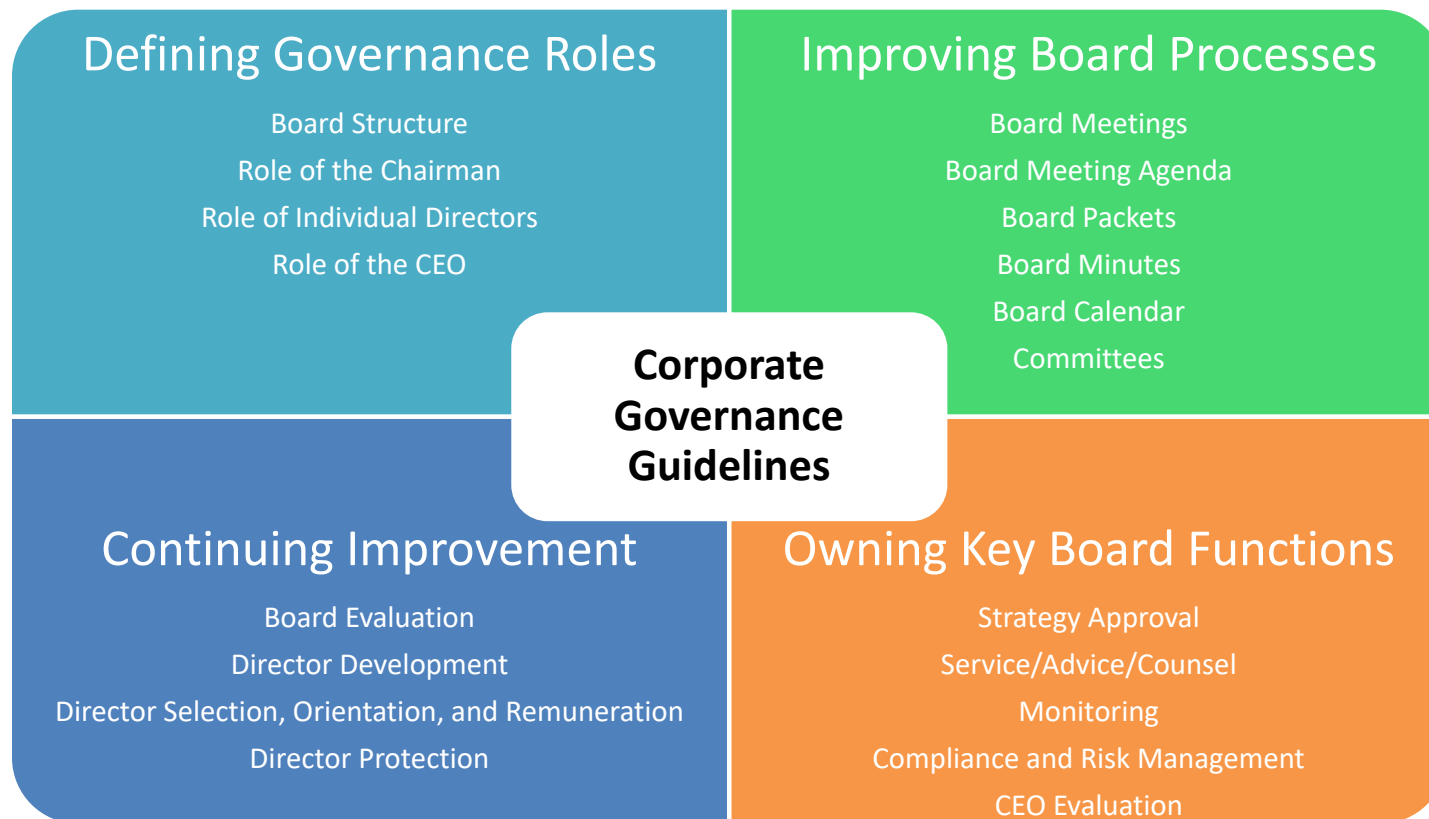 Defining Governance Roles
Board Structure
Role of the Chairman
Role of Individual Directors
Role of the CEO
Improving Board Processes
Board Meetings
Board Meeting Agenda
Board Packets
Board Minutes
Board Calendar
Committees
Corporate
Governance
Guidelines
Continuing Improvement
Board Evaluation
Director Development
Director Selection, Orientation, and Remuneration
Director Protection
Owning Key Board Functions
Strategy Approval
Service/Advice/Counsel
Monitoring
Compliance and Risk Management
CEO Evaluation